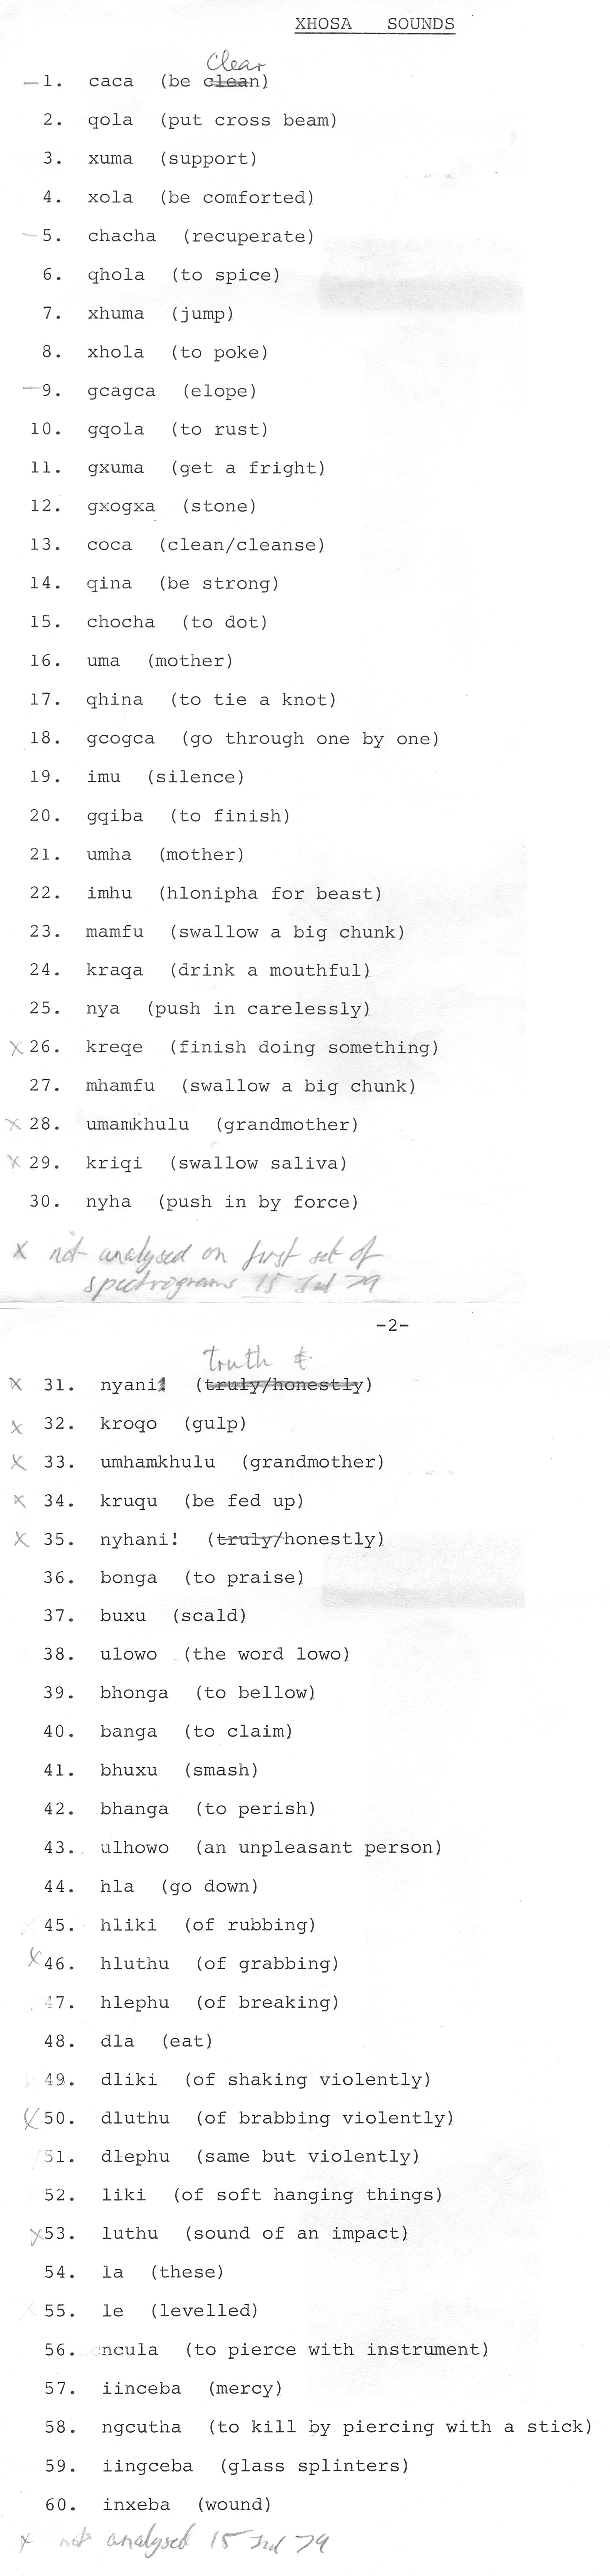 XHOSA SOUNDS
Clear
– 1. caca (be clean)
2. qola (put cross beam)
3. xuma (support)
4. xola (be comforted)
– 5. chacha (recuperate)
6. qhola (to spice)
7. xhuma (jump)
8. xhola (to poke)
– 9. gcagca (elope)
10. gqola (to rust)
11. gxuma (get a fright)
12. gxogxa (stone)
13. coca (clean/cleanse)
14. qina (be strong)
15. chocha (to dot)
16. uma (mother)
17. qhina (to tie a knot)
18. gcogca (go through one by one)
19. imu (silence)
20. gqiba (to finish)
21. umha (mother)
22. imhu (hlonipha for beast)
23. mamfu (swallow a big chunk)
24. kraqa (drink a mouthful)
25. nya (push in carelessly)
x 26. kreqe (finish doing something)
27. mhamfu (swallow a big chunk)
x 28. umamkhulu (grandmother)
x 29. kriqi (swallow saliva)
30. nyha (push in by force)
x not analysed on first set of
spectrograms 15 Jul 79
-2-
truth
x 31. nyani! (truly/honestly)
x 32. kroqo (gulp)
x 33. umhamkhulu (grandmother)
x 34. kruqu (be fed up)
x 35. nyhani! (truly/honestly)
36. bonga (to praise)
37. buxu (scald)
38. ulowo (the word lowo)
39. bhonga (to bellow)
40. banga (to claim)
41. bhuxu (smash)
42. bhanga (to perish)
43. ulhowo (an unpleasant person)
44. hla (go down)
45. hliki (of rubbing)
x 46. hluthu (of grabbing)
47. hlephu (of breaking)
48. dla (eat)
49. dliki (of shaking violently)
x 50. dluthu (of brabbing violently)
51. dlephu (same but violently)
52. liki (of soft hanging things)
x 53. luthu (sound of an impact)
54. la (these)
55. le (levelled)
56. ncula (to pierce with instrument)
57. iinceba (mercy)
58. ngcutha (to kill by piercing with a stick)
59. iingceba (glass splinters)
60. inxeba (wound)
x not analysed 15 Jul 79